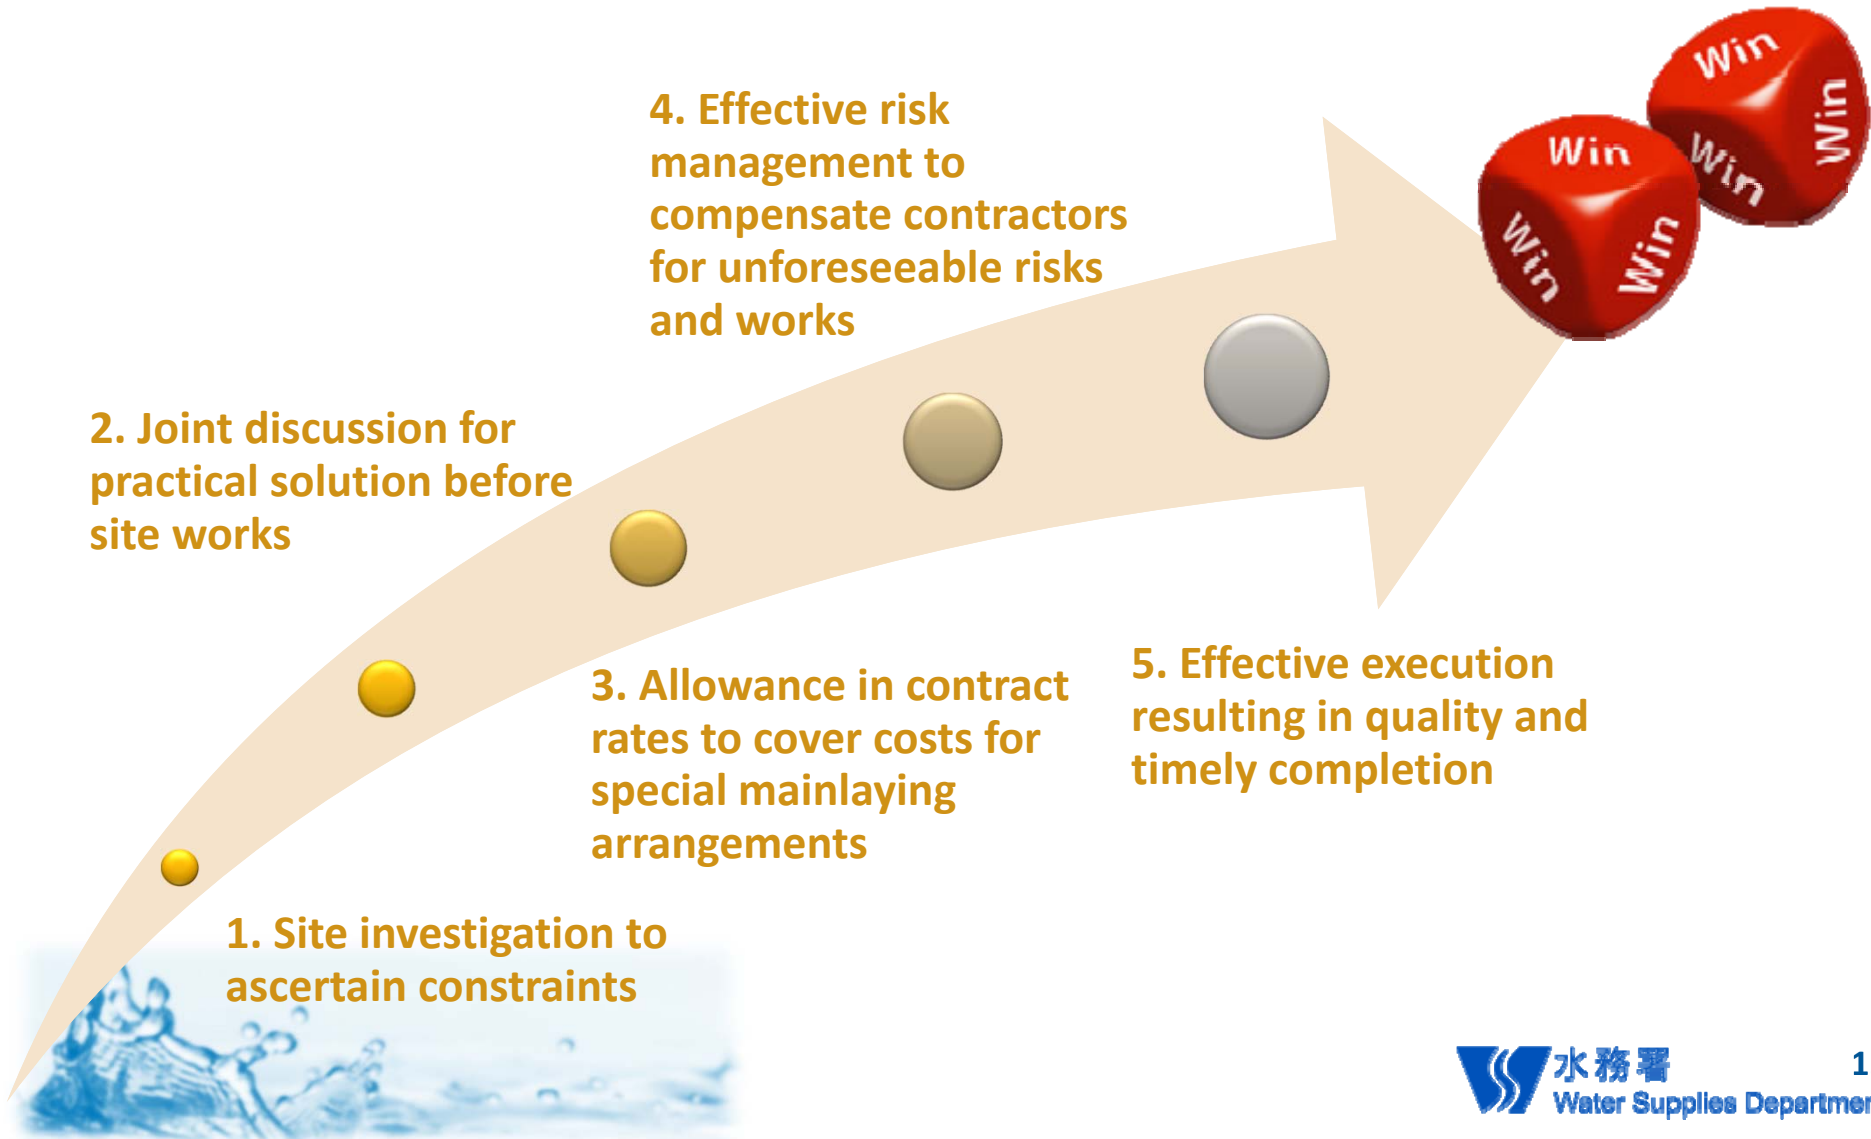 Win
Win
Win
Win
Win
Win
4. Effective risk
management to
compensate contractors
for unforeseeable risks
and works
2. Joint discussion for
practical solution before
site works
3. Allowance in contract
rates to cover costs for
special mainlaying
arrangements
5. Effective execution
resulting in quality and
timely completion
1. Site investigation to
ascertain constraints
水務署
Water Supplies Departmen
1